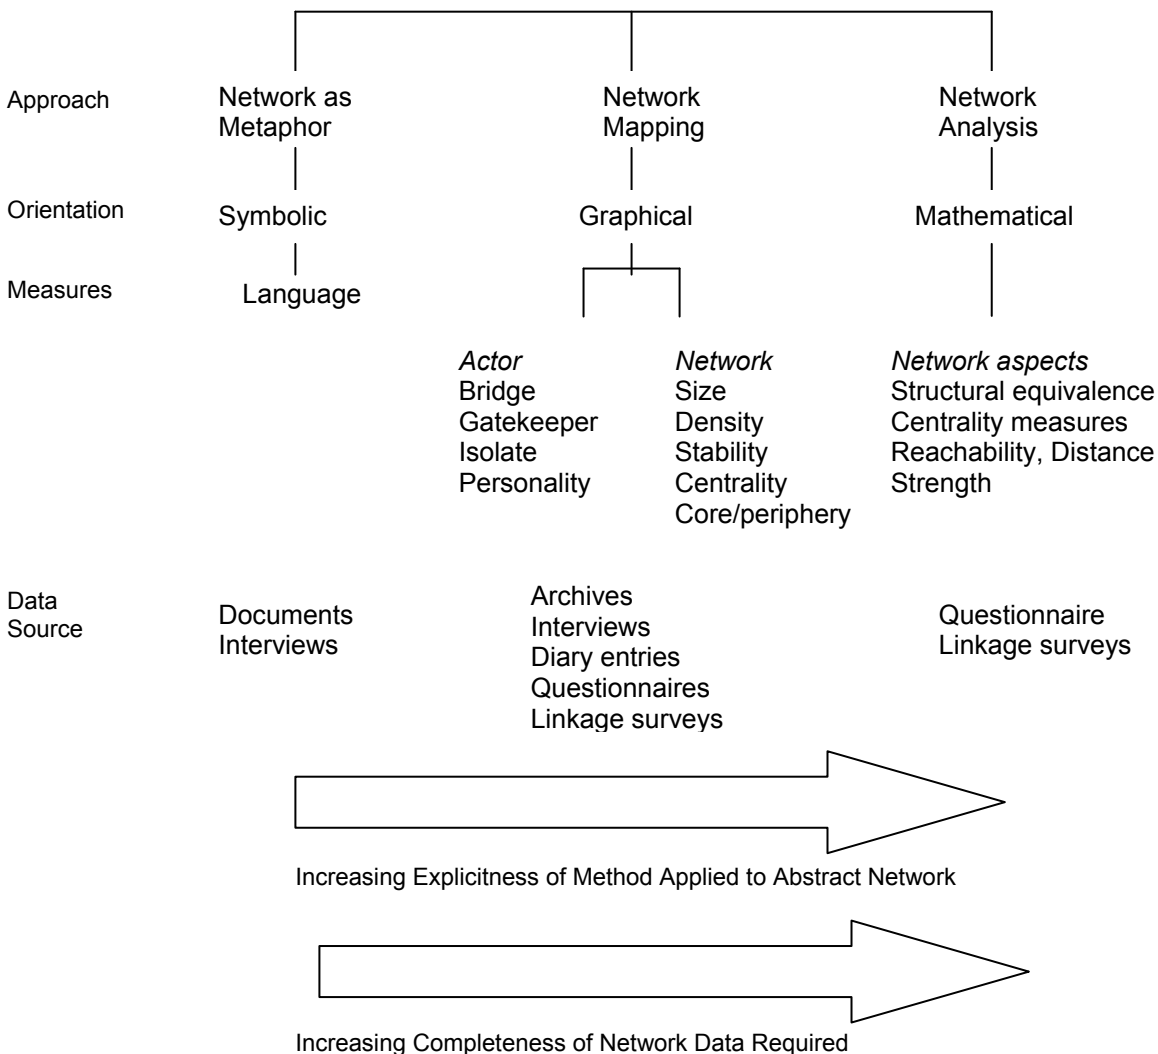 Approach
Network as
Metaphor
Network
Mapping
Network
Analysis
Orientation
Symbolic
Graphical
Mathematical
Measures
Language
Actor
Bridge
Gatekeeper
Isolate
Personality
Network
Size
Density
Stability
Centrality
Core/periphery
Network aspects
Structural equivalence
Centrality measures
Reachability, Distance
Strength
Data
Source
Documents
Interviews
Archives
Interviews
Diary entries
Questionnaires
Linkage surveys
Questionnaire
Linkage surveys
Increasing Explicitness of Method Applied to Abstract Network
Increasing Completeness of Network Data Required